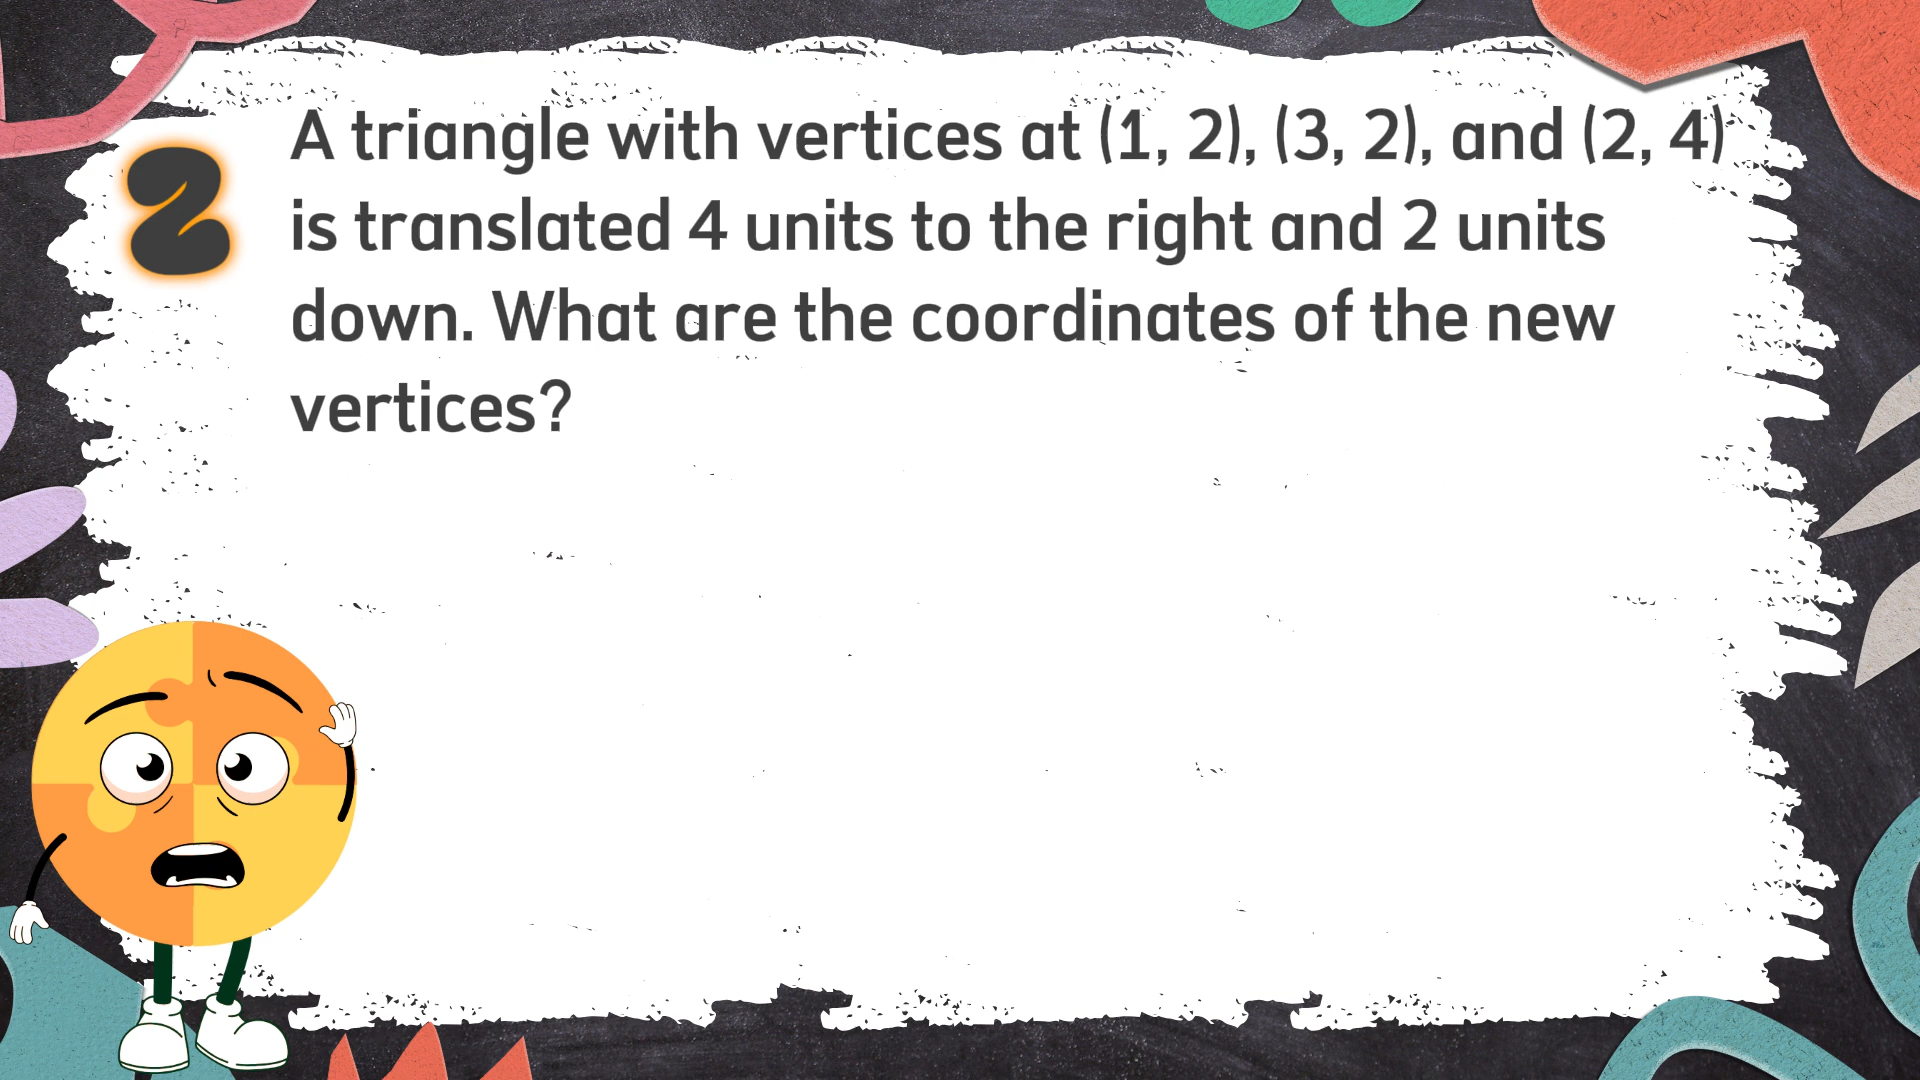 2
A triangle with vertices at (1, 2), (3, 2), and (2, 4)
is translated 4 units to the right and 2 units
down. What are the coordinates of the new
vertices?